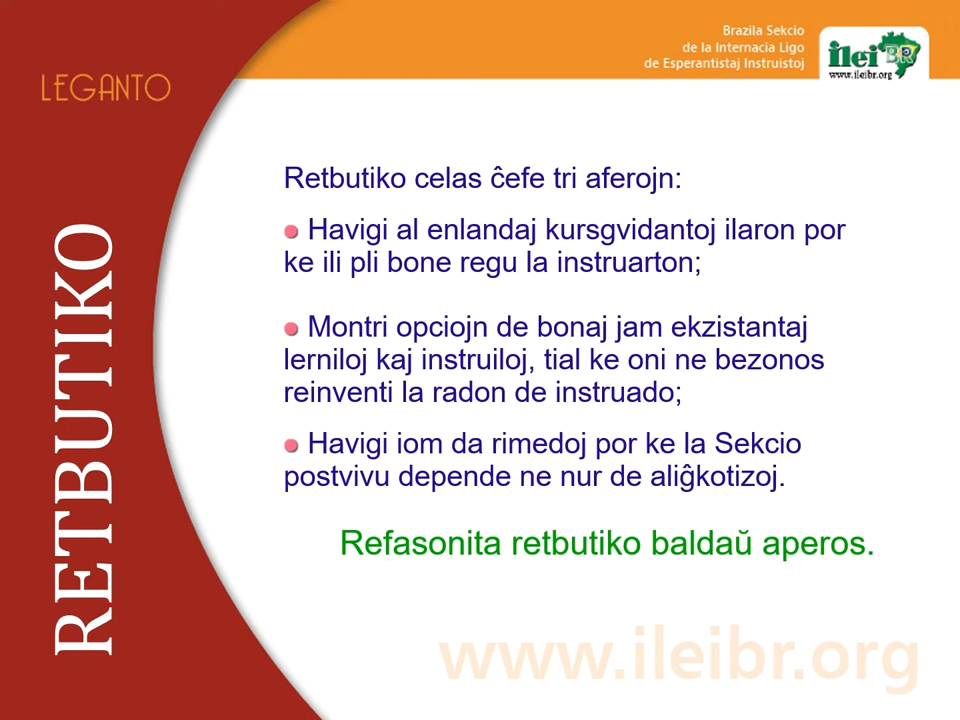 Brazila Sekcio
de la Internacia Ligo
de Esperantistaj Instruistoj
ilei BR
www.ileibr.org
LEGANTO
RETBUTIKO
Retbutiko celas ĉefe tri aferojn:
Havigi al enlandaj kursgvidantoj ilaron por
ke ili pli bone regu la instruarton;
Montri opciojn de bonaj jam ekzistantaj
lerniloj kaj instruiloj, tial ke oni ne bezonos
reinventi la radon de instruado;
Havigi iom da rimedoj por ke la Sekcio
postvivu depende ne nur de aliĝkotizoj.
Refasonita retbutiko baldaŭ aperos.
www.ileibr.org